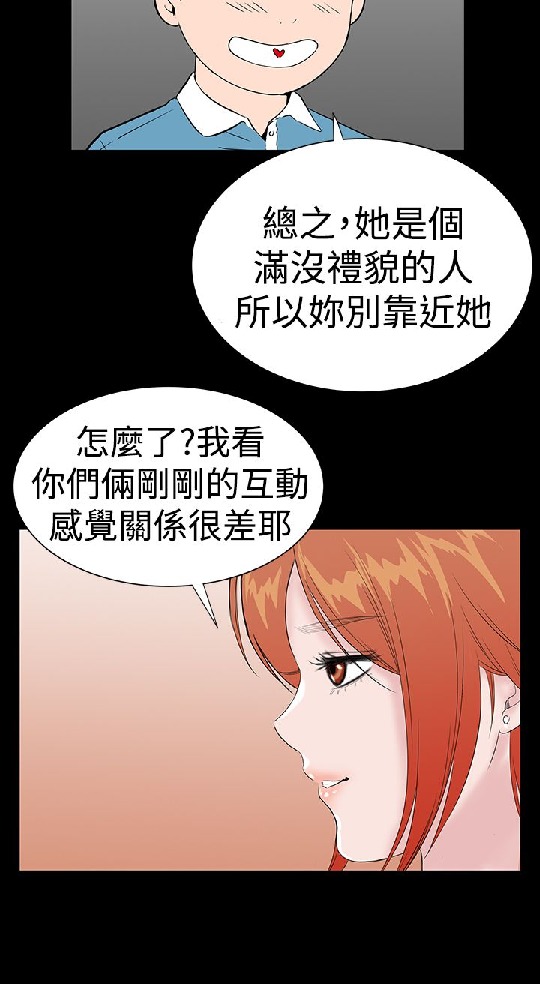 總之，她是個
滿沒禮貌的人
所以妳別靠近她
怎麼了?我看
你們倆剛剛的互動
感覺關係很差耶